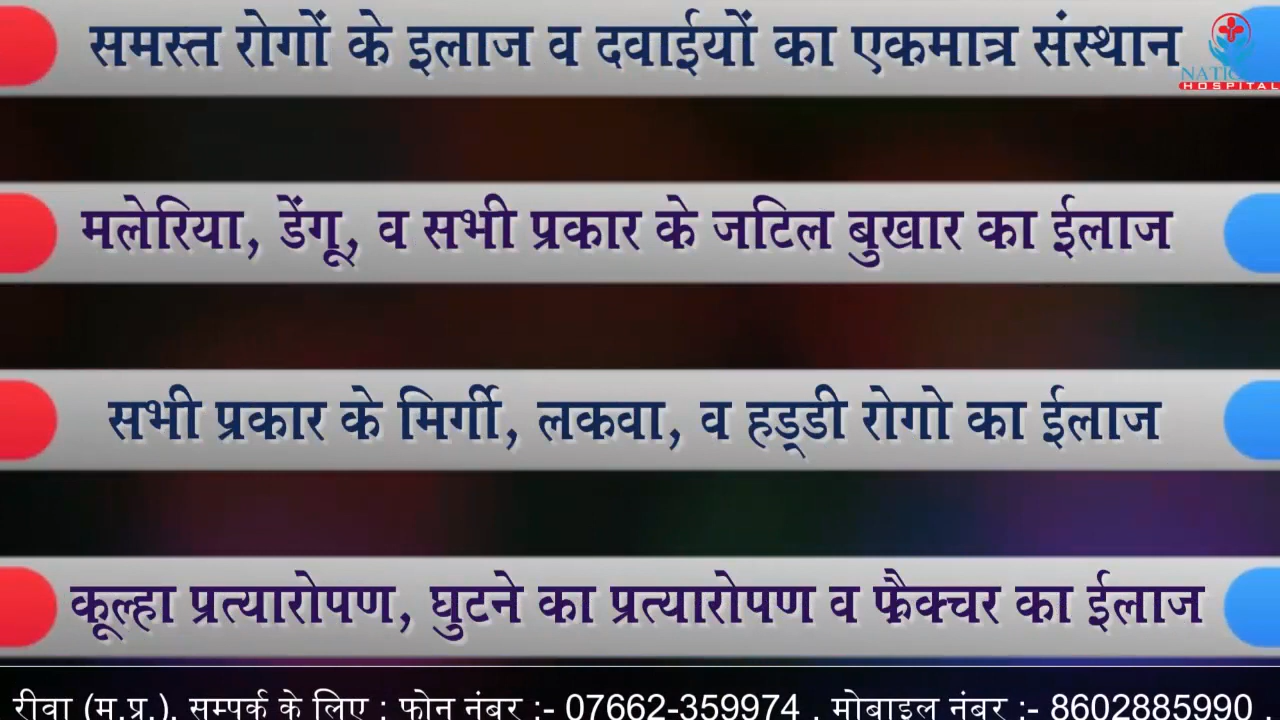 समस्त रोगों के इलाज व दवाईयों का एकमात्र संस्थान
HOSPITAL
मलेरिया, डेंगू, व सभी प्रकार के जटिल बुखार का ईलाज
सभी प्रकार के मिर्गी, लकवा, व हड्डी रोगो का ईलाज
कूल्हा प्रत्यारोपण, घुटने का प्रत्यारोपण व फ्रैक्चर का ईलाज
रीवा (म.प्र.). सम्पर्क के लिए : फोन नंबर :- 07662-359974 , मोबाइल नंबर :- 8602885990 ,